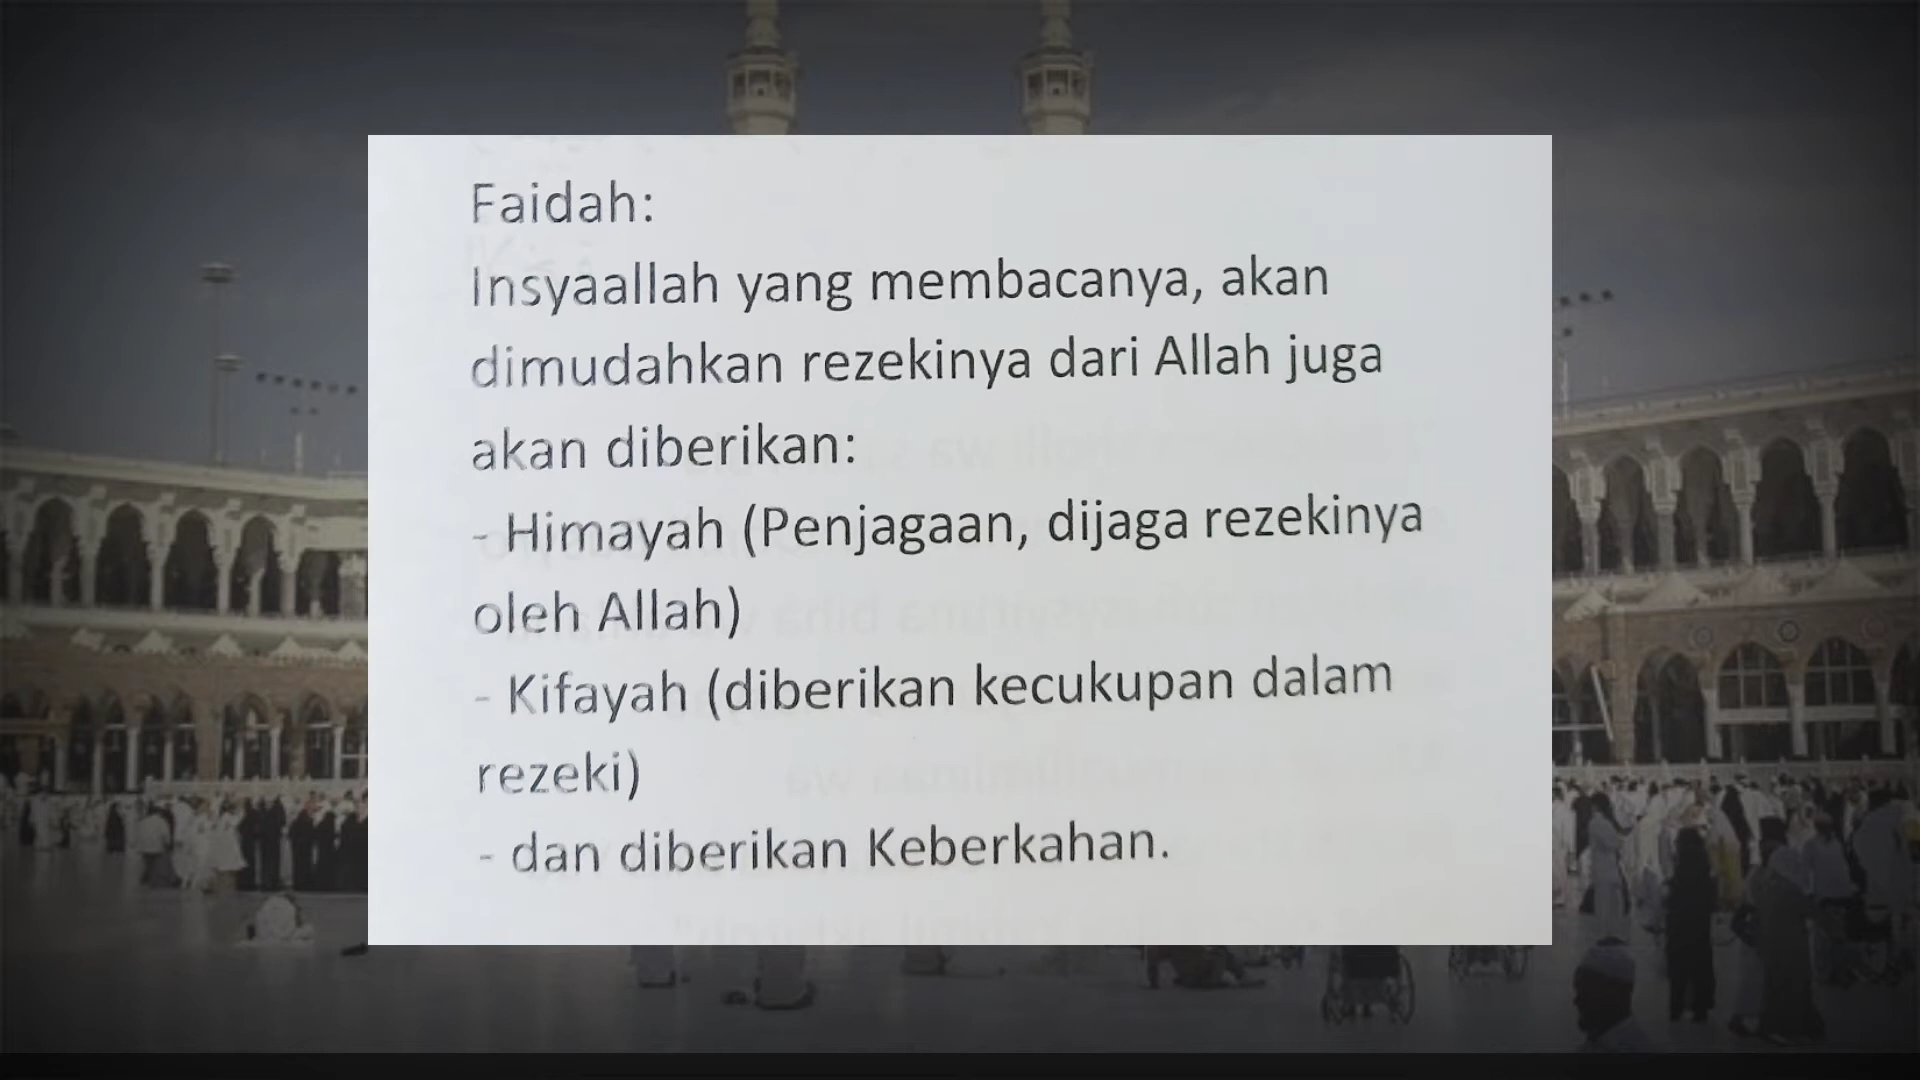 Faidah:
Insyaallah yang membacanya, akan
dimudahkan rezekinya dari Allah juga
akan diberikan:
- Himayah (Penjagaan, dijaga rezekinya
oleh Allah)
- Kifayah (diberikan kecukupan dalam
rezeki)
- dan diberikan Keberkahan.